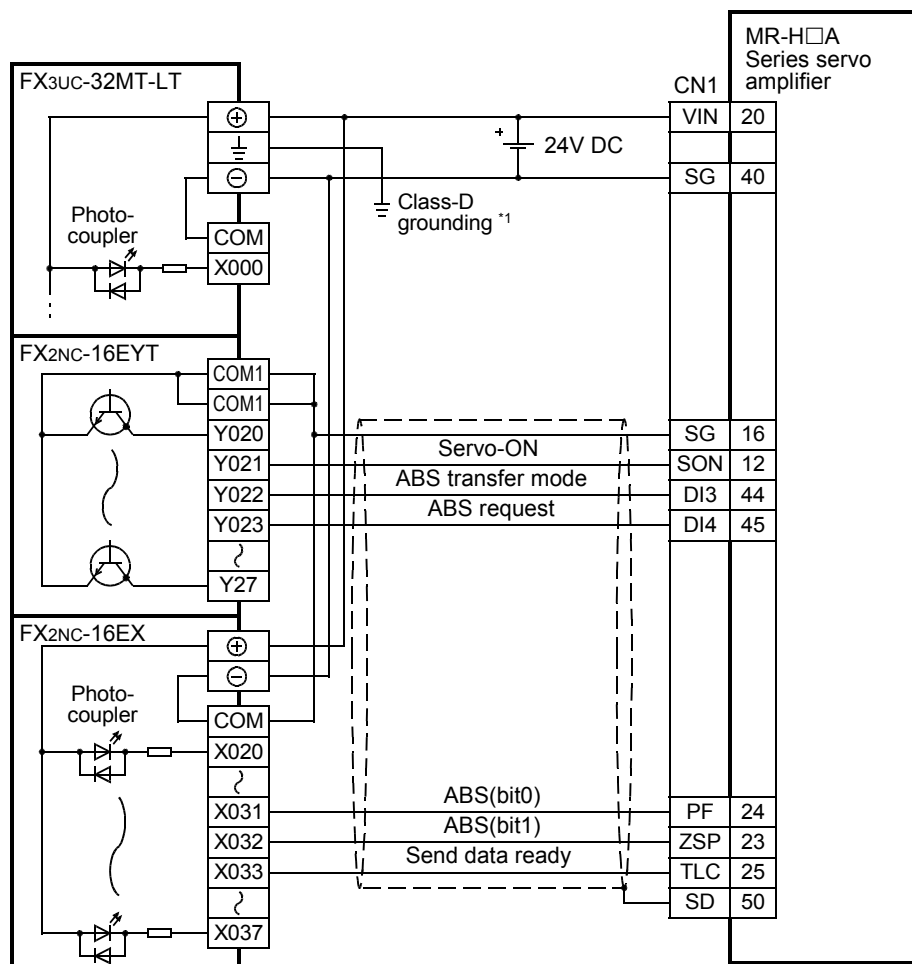 MR-H□A
Series servo
amplifier
FX3UC-32MT-LT
CN1
⊕
VIN 20
24V DC
⊖
SG 40
Class-D
grounding *1
Photo-
coupler
COM
X000
FX2NC-16EYT
COM1
COM1
Y020
SG 16
Servo-ON
Y021
SON 12
ABS transfer mode
Y022
DI3 44
ABS request
Y023
DI4 45
Y27
FX2NC-16EX
⊕
⊖
Photo-
coupler
COM
X020
ABS(bit0)
X031
PF 24
ABS(bit1)
X032
ZSP 23
Send data ready
X033
TLC 25
SD 50
X037